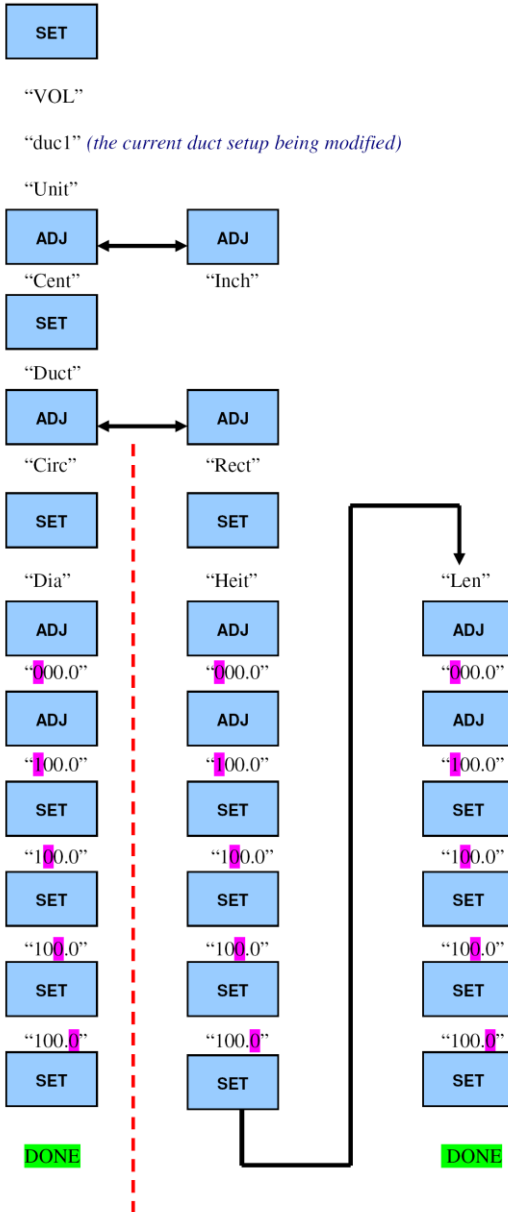 SET
“VOL”
“duc1” (the current duct setup being modified)
“Unit”
ADJ ADJ
“Cent” “Inch”
SET
“Duct”
ADJ ADJ
“Circ” “Rect”
SET SET
“Dia” “Heit” “Len”
ADJ ADJ ADJ
“000.0” “000.0” “000.0”
ADJ ADJ ADJ
“100.0” “100.0” “100.0”
SET SET SET
“100.0” “100.0” “100.0”
SET SET SET
“100.0” “100.0” “100.0”
SET SET SET
“100.0” “100.0” “100.0”
SET SET SET
DONE DONE